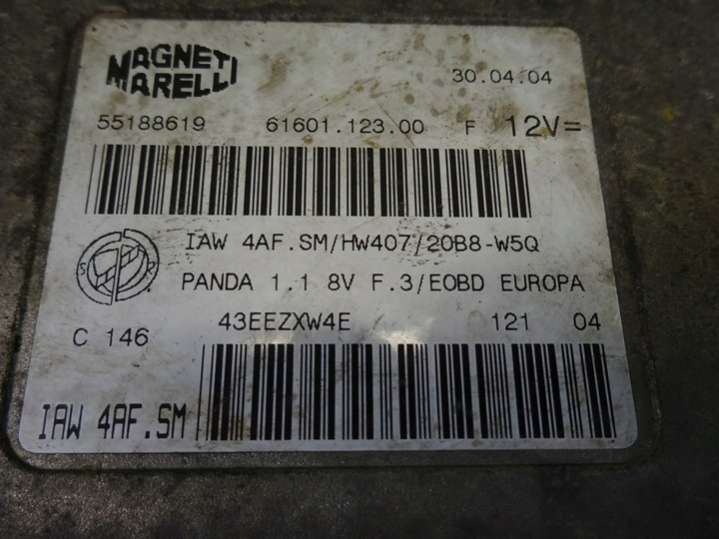 MAGNETI
MARELLI
30.04.04
55188619 61601.123.00 F 12V=
IAW 4AF.SM/HW407/20B8-W5Q
PANDA 1.1 8V F.3/EOBD EUROPA
C 146 43EEZXW4E 121 04
IAW 4AF.SM